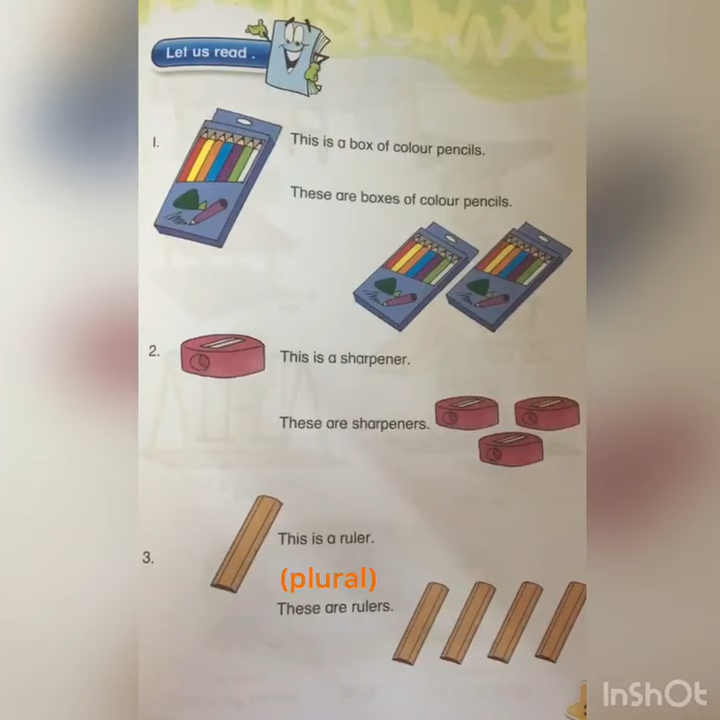 Let us read .
1.
This is a box of colour pencils.
These are boxes of colour pencils.
2.
This is a sharpener.
These are sharpeners.
3.
This is a ruler.
(plural)
These are rulers.
InShOt